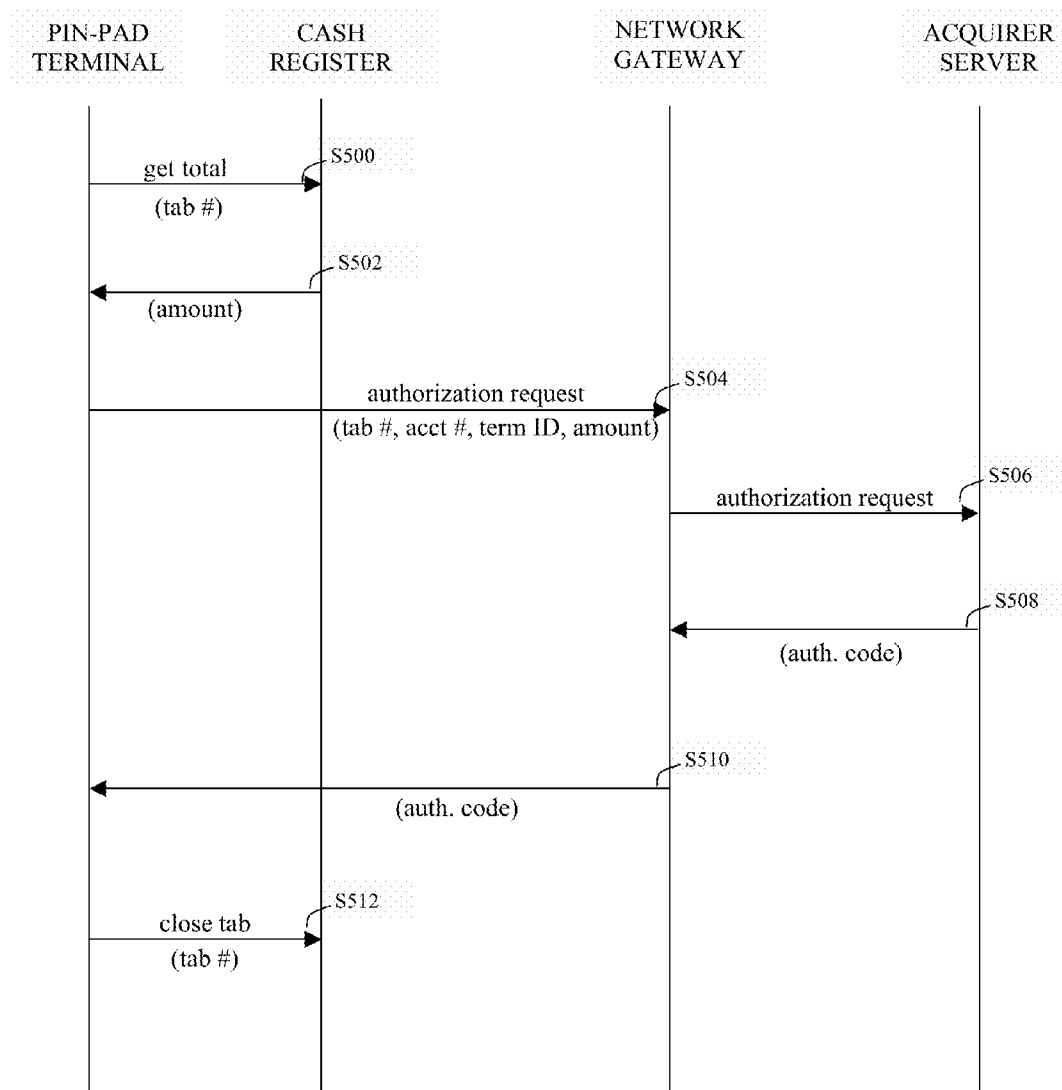 PIN-PAD
TERMINAL
CASH
REGISTER
NETWORK
GATEWAY
ACQUIRER
SERVER
get total
S500
(tab #)
S502
(amount)
S504
authorization request
(tab #, acct #, term ID, amount)
S506
authorization request
S508
(auth. code)
S510
(auth. code)
S512
close tab
(tab #)